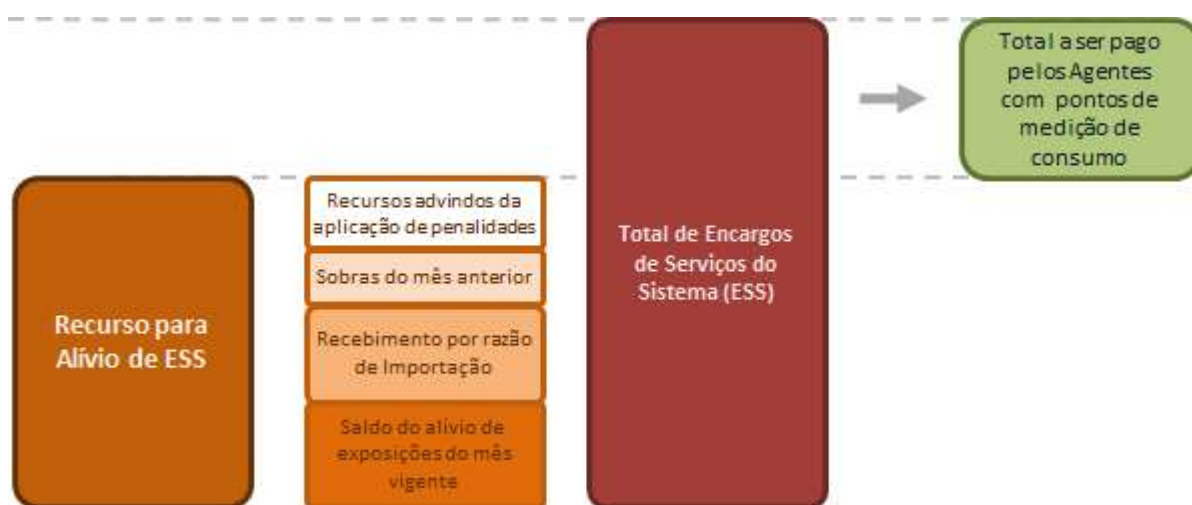 Recurso para
Alívio de ESS
Recursos advindos da
aplicação de penalidades
Sobras do mês anterior
Recebimento por razão
de Importação
Saldo do alívio de
exposições do mês
vigente
Total de Encargos
de Serviços do
Sistema (ESS)
Total a ser pago
pelos Agentes
com pontos de
medição de
consumo